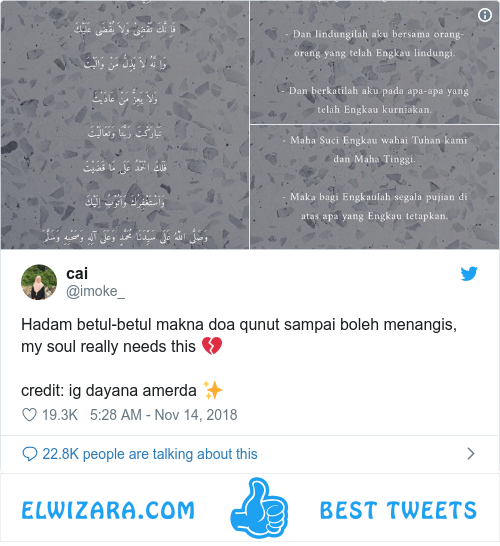 فَإِنَّكَ تَقْضِيْ وَلاَ يُقْضَى عَلَيْكَ
وَإِنَّهُ لاَ يَذِلُّ مَنْ وَالَيْتَ
وَلاَ يَعِزُّ مَنْ عَادَيْتَ
تَبَارَكْتَ رَبَّنَا وَتَعَالَيْتَ
فَلَكَ الْحَمْدُ عَلَى مَا قَضَيْتَ
وَاَسْتَغْفِرُكَ وَاَتُوْبُ اِلَيْكَ
وَصَلَّى اللّٰهُ عَلَى سَيِّدِنَا مُحَمَّدٍ وَعَلَى آلِهِ وَصَحْبِهِ وَسَلَّمَ
- Dan lindungilah aku bersama orang-
orang yang telah Engkau lindungi.
- Dan berkatilah aku pada apa-apa yang
telah Engkau kurniakan.
- Maha Suci Engkau wahai Tuhan kami
dan Maha Tinggi.
- Maka bagi Engkaulah segala pujian di
atas apa yang Engkau tetapkan.
cai
@imoke_
Hadam betul-betul makna doa qunut sampai boleh menangis,
my soul really needs this 💔
credit: ig dayana amerda ✨
19.3K 5:28 AM - Nov 14, 2018
22.8K people are talking about this
ELWIZARA.COM BEST TWEETS